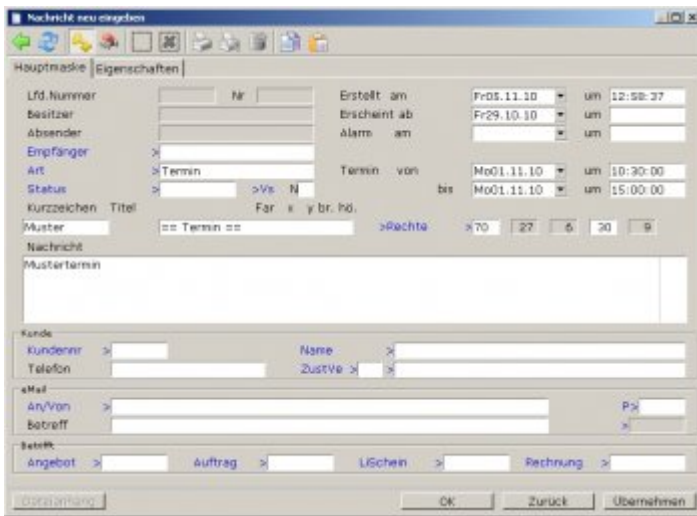 Nachricht neu eingeben
Hauptmaske Eigenschaften
Lfd.Nummer Nr Erstellt am Fr05.11.10 um 12:58:37
Besitzer Erscheint ab Fr29.10.10 um
Absender Alarm am um
Empfänger >
Art >Termin Termin von Mo01.11.10 um 10:30:00
Status > >Vs N bis Mo01.11.10 um 15:00:00
Kurzzeichen Titel Far x y br. hö.
Muster == Termin == >Rechte >70 27 6 30 9
Nachricht
Mustertermin
Kunde
Kundennr > Name >
Telefon ZustVe > >
eMail
An/Von > P>
Betreff >
Betrifft
Angebot > Auftrag > LiSchein > Rechnung >
Dateianhang OK Zurück Übernehmen